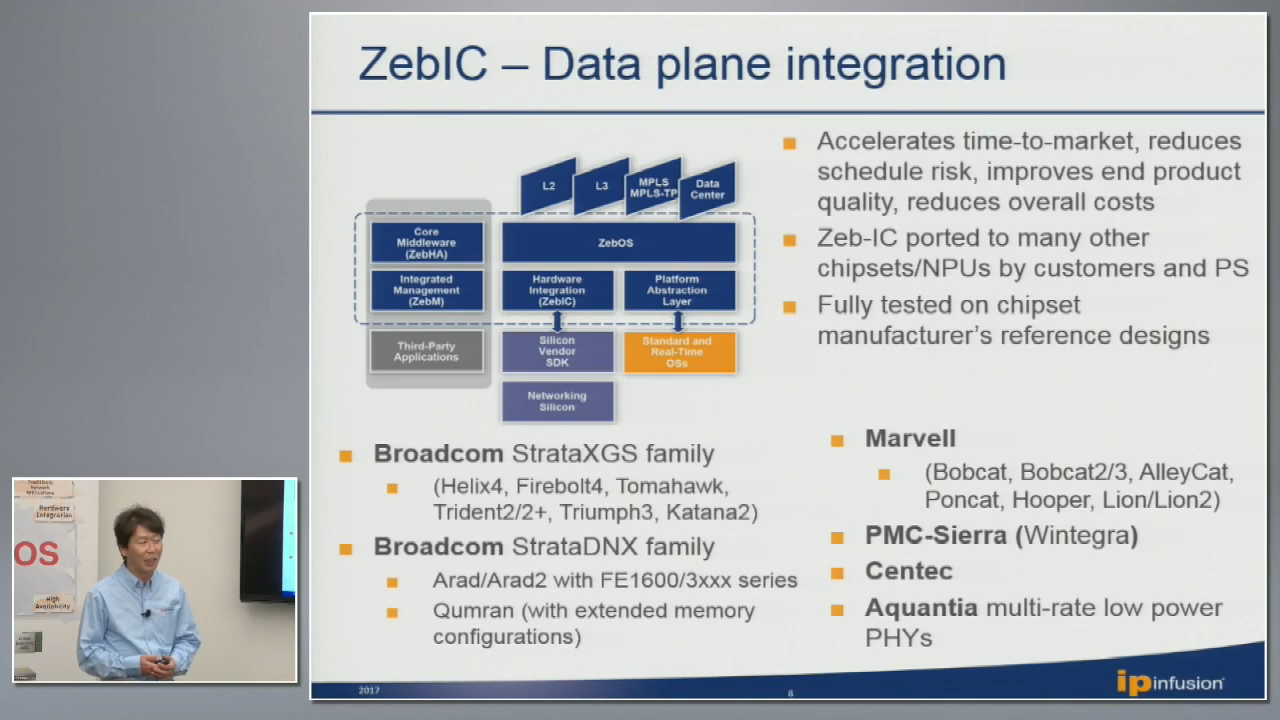 ZebIC – Data plane integration
L2
L3
MPLS
MPLS-TP
Data
Center
Core
Middleware
(ZebHA)
ZebOS
Integrated
Management
(ZebM)
Hardware
Integration
(ZebIC)
Platform
Abstraction
Layer
Third-Party
Applications
Silicon
Vendor
SDK
Standard and
Real-Time
OSs
Networking
Silicon
Accelerates time-to-market, reduces
schedule risk, improves end product
quality, reduces overall costs
Zeb-IC ported to many other
chipsets/NPUs by customers and PS
Fully tested on chipset
manufacturer's reference designs
Broadcom StrataXGS family
(Helix4, Firebolt4, Tomahawk,
Trident2/2+, Triumph3, Katana2)
Broadcom StrataDNX family
Arad/Arad2 with FE1600/3xxx series
Qumran (with extended memory
configurations)
Marvell
(Bobcat, Bobcat2/3, AlleyCat,
Poncat, Hooper, Lion/Lion2)
PMC-Sierra (Wintegra)
Centec
Aquantia multi-rate low power
PHYs
2017
8
ipinfusion
Traditional
Network
Applications
Hardware
Integration
OS
High
Availability